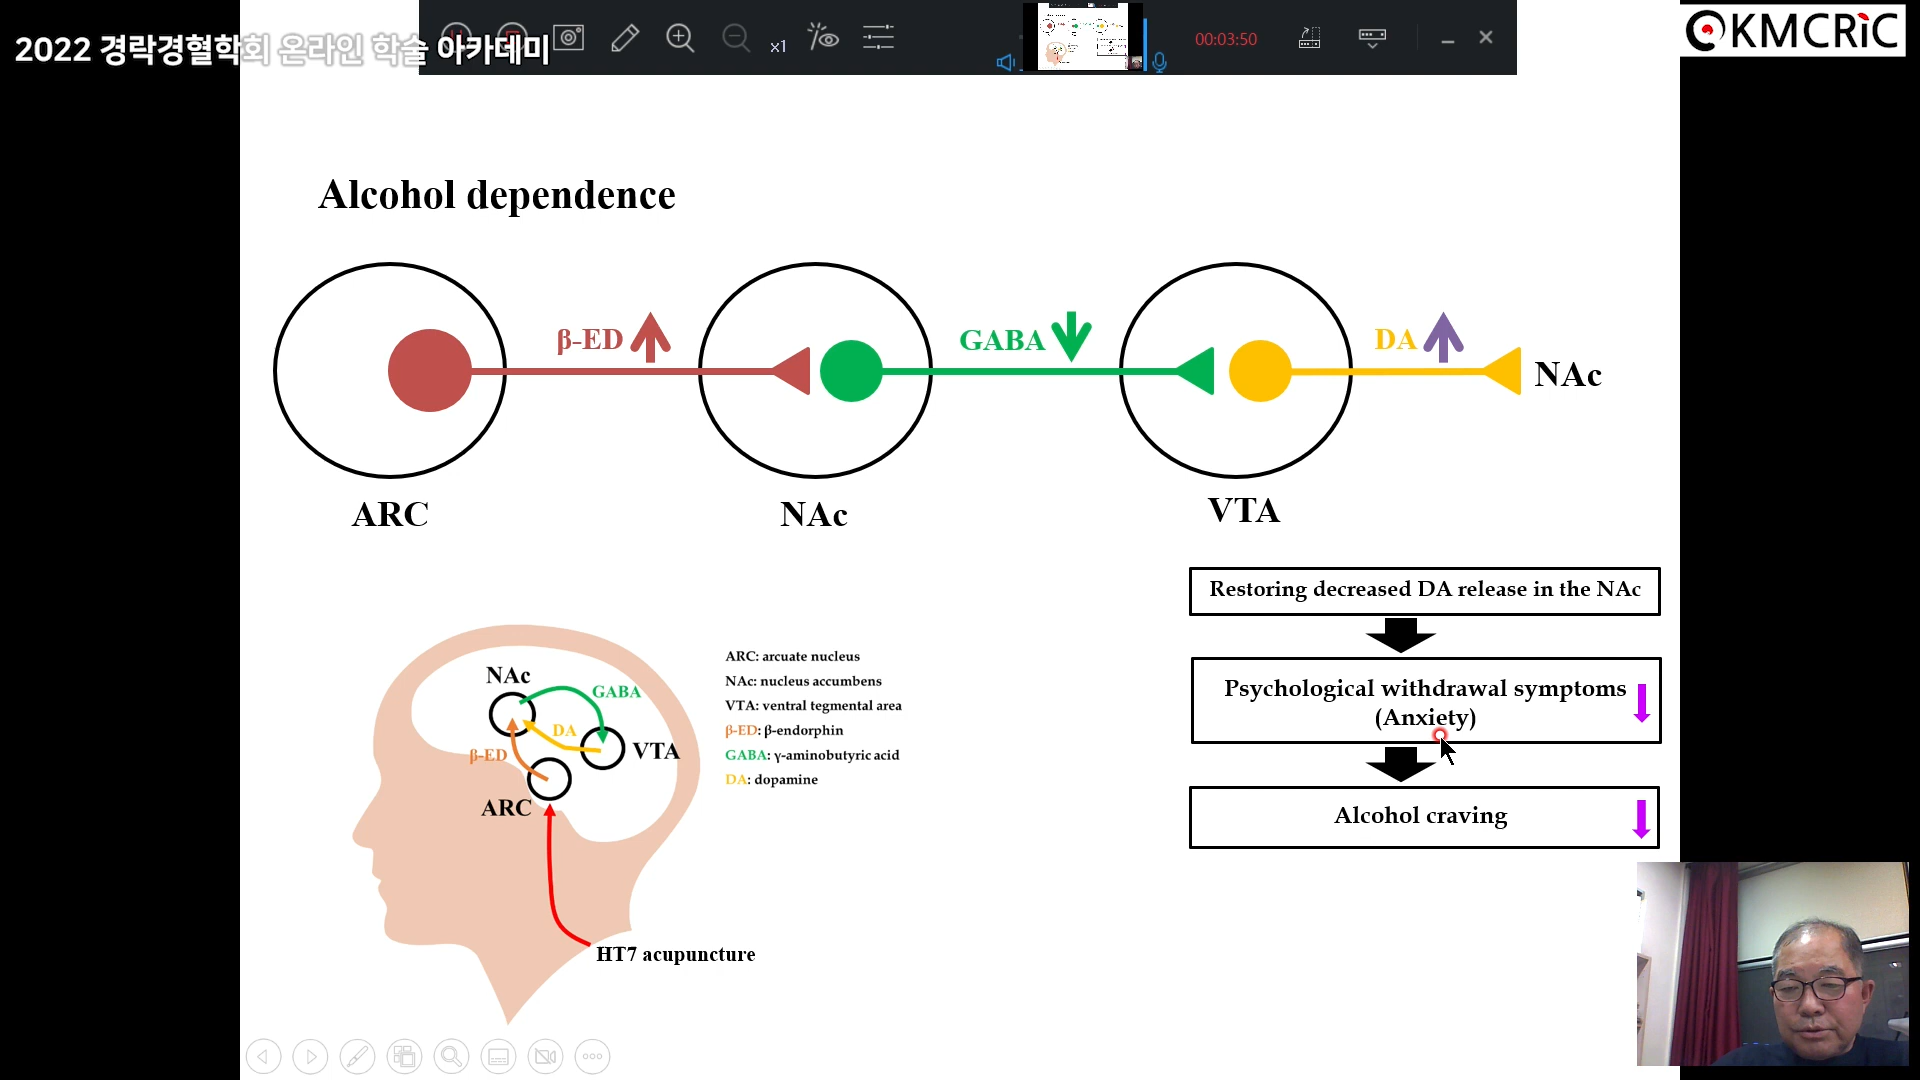 2022 경락경혈학회 온라인 학술 아카데미
x1
00:03:50
KMCRiC
Alcohol dependence
β-ED
GABA
DA
NAc
ARC
NAc
VTA
Restoring decreased DA release in the NAc
Psychological withdrawal symptoms
(Anxiety)
Alcohol craving
NAc
GABA
DA
VTA
β-ED
ARC
HT7 acupuncture
ARC: arcuate nucleus
NAc: nucleus accumbens
VTA: ventral tegmental area
β-ED: β-endorphin
GABA: γ-aminobutyric acid
DA: dopamine